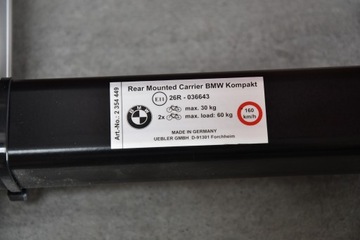 Rear Mounted Carrier BMW Kompakt
E11 26R - 036643
max. 30 kg
2x max. load: 60 kg
160 km/h
MADE IN GERMANY
UEBLER GMBH D-91301 Forchheim
Art.-No.: 2 354 449
BMW